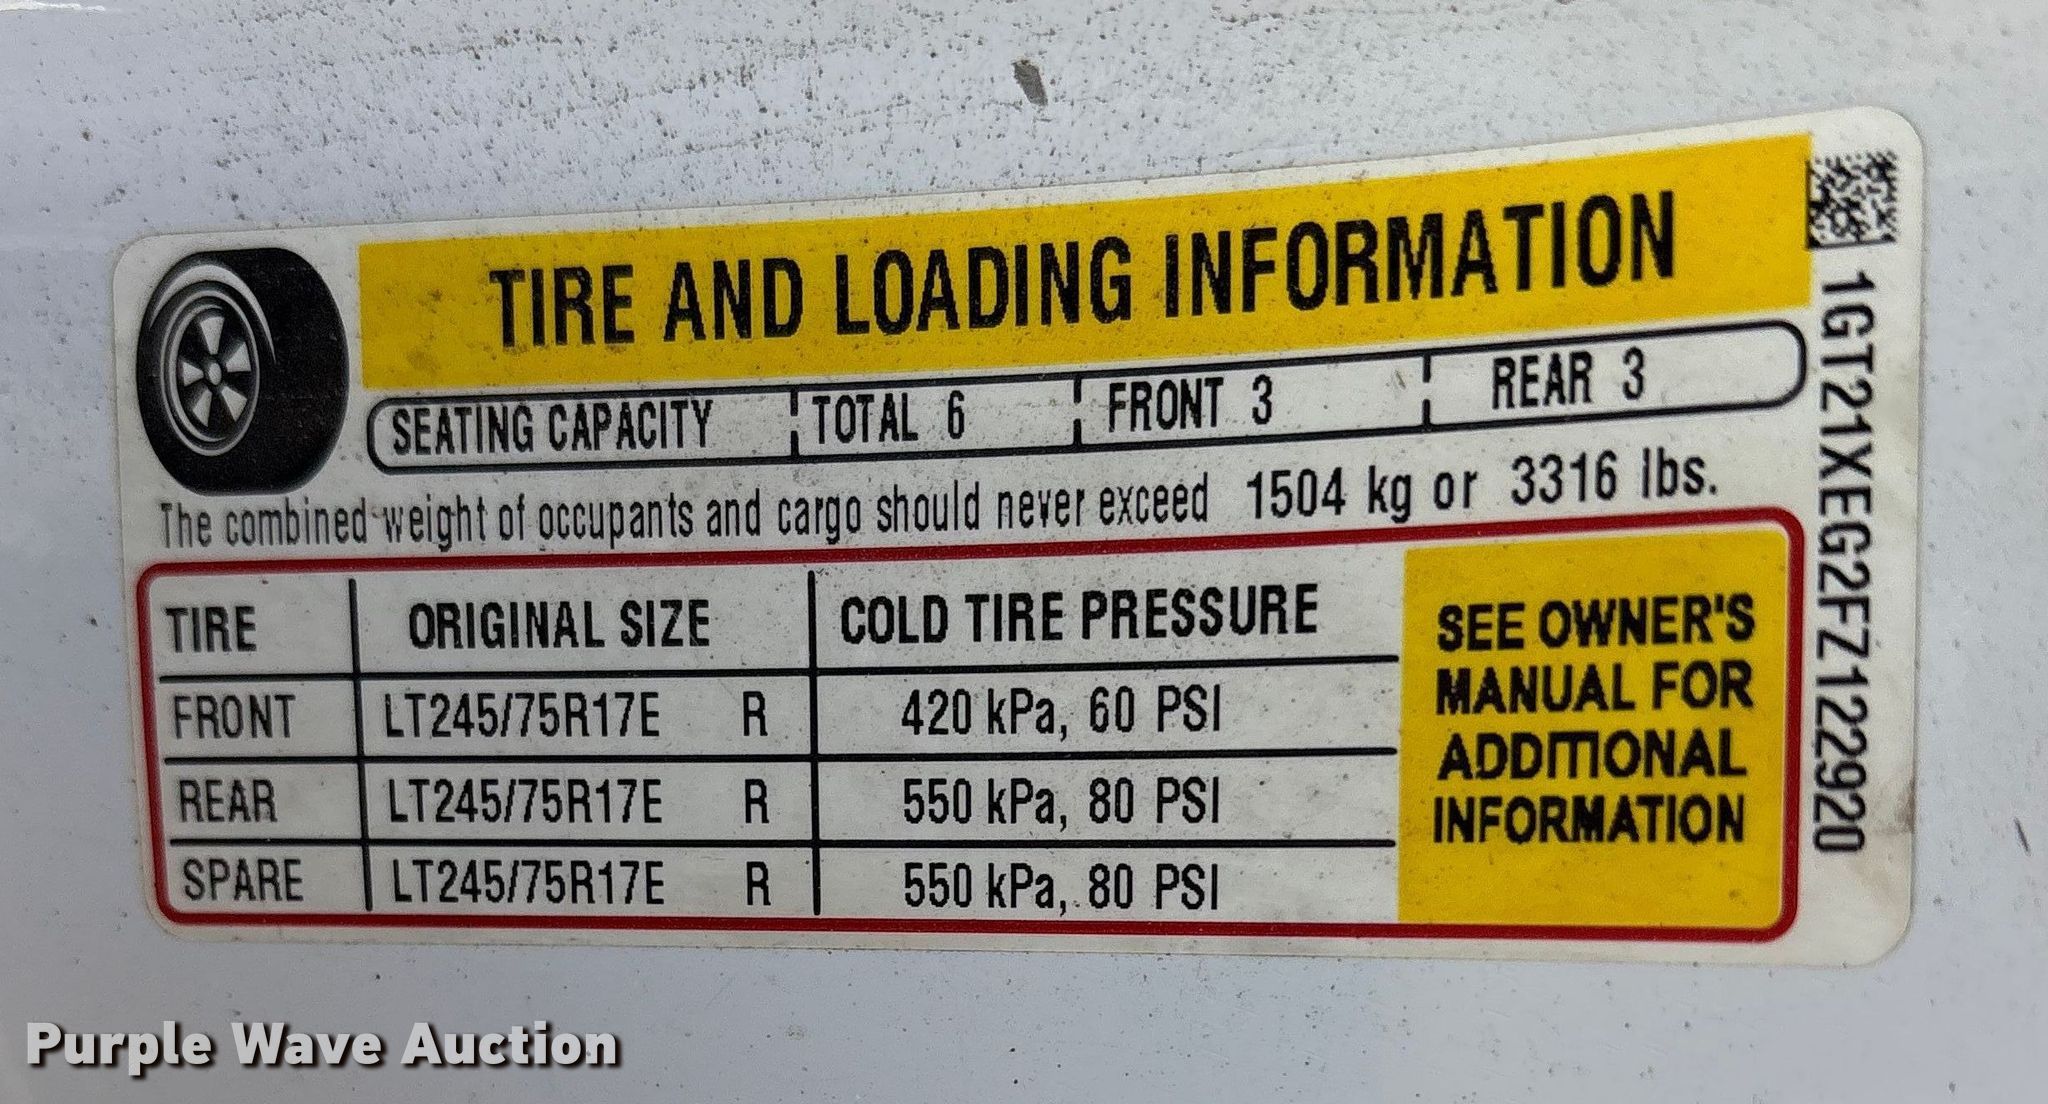 TIRE AND LOADING INFORMATION
SEATING CAPACITY TOTAL 6 FRONT 3 REAR 3
The combined weight of occupants and cargo should never exceed 1504 kg or 3316 lbs.
TIRE ORIGINAL SIZE COLD TIRE PRESSURE
FRONT LT245/75R17E R 420 kPa, 60 PSI
REAR LT245/75R17E R 550 kPa, 80 PSI
SPARE LT245/75R17E R 550 kPa, 80 PSI
SEE OWNER'S
MANUAL FOR
ADDITIONAL
INFORMATION
1GT21XEG2FZ122920
Purple Wave Auction